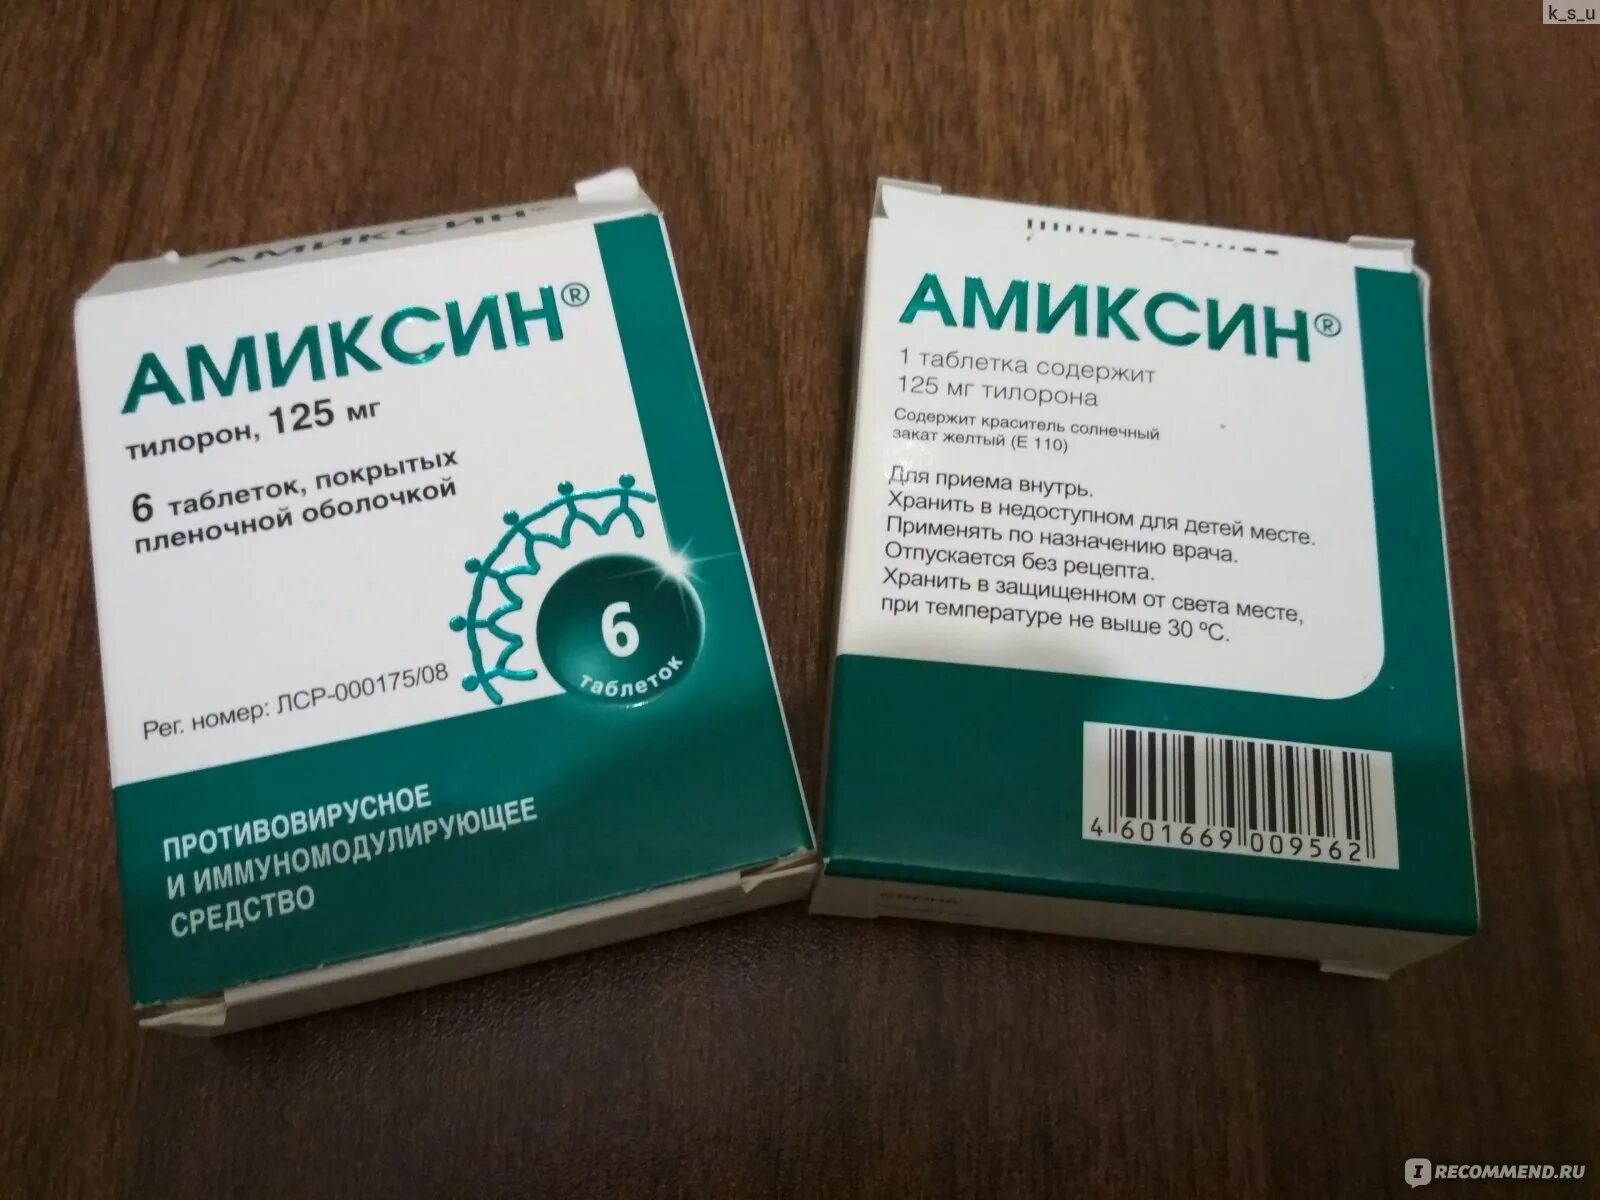 k_s_u
АМИКСИН
АМИКСИН®
тилорон, 125 мг
6 таблеток, покрытых
пленочной оболочкой
6
таблеток
Рег. номер: ЛСР-000175/08
ПРОТИВОВИРУСНОЕ
И ИММУНОМОДУЛИРУЮЩЕЕ
СРЕДСТВО
АМИКСИН®
1 таблетка содержит
125 мг тилорона
Содержит краситель солнечный
закат желтый (Е 110)
Для приема внутрь.
Хранить в недоступном для детей месте.
Применять по назначению врача.
Отпускается без рецепта.
Хранить в защищенном от света месте,
при температуре не выше 30 ºС.
4 601669 009562
IRECOMMEND.RU